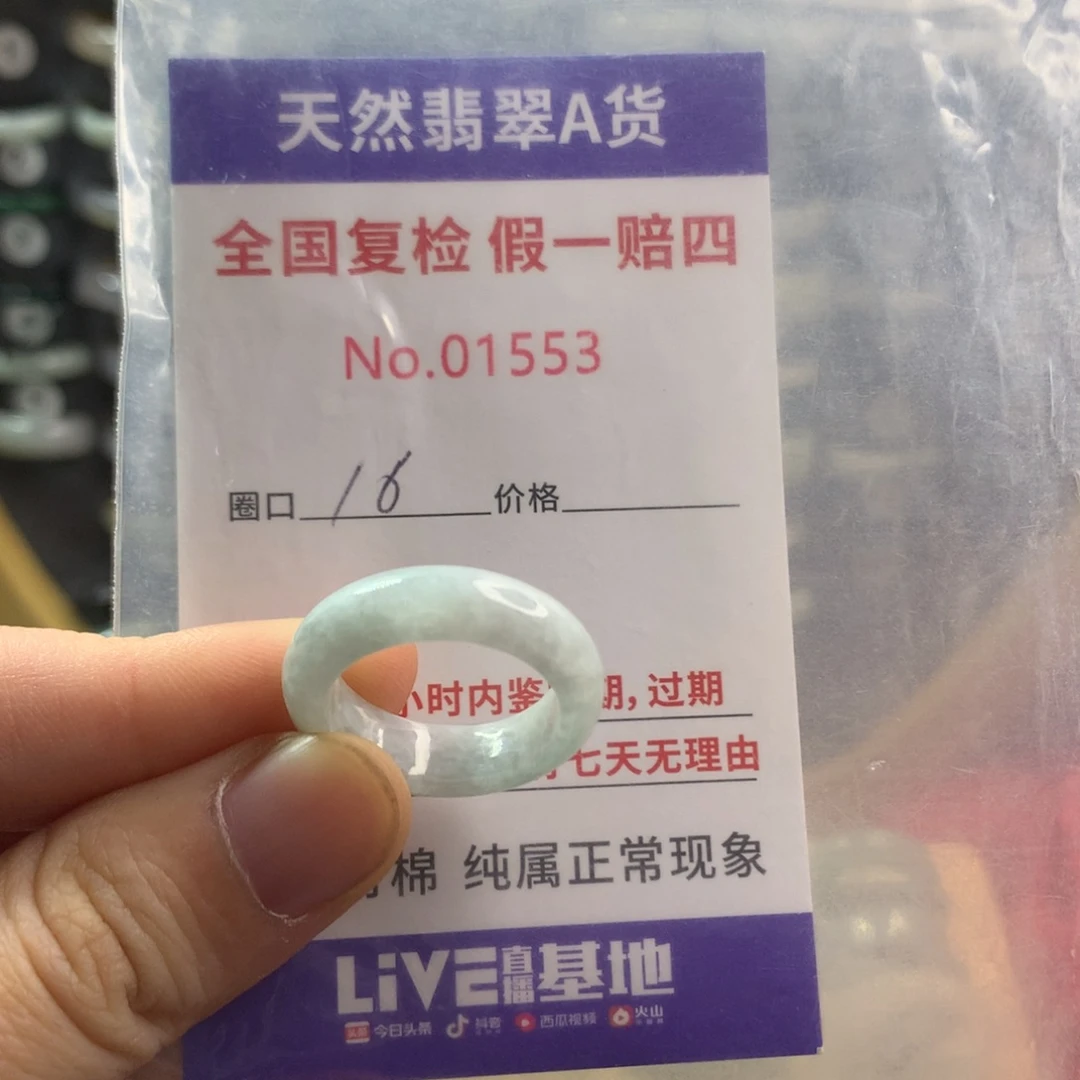 天然翡翠A货
全国复检 假一赔四
No.01553
圈口 18 价格
小时内鉴 期，过期
七天无理由
棉 纯属正常现象
LiVE直播基地
头条 今日头条 抖音 西瓜视频 火山